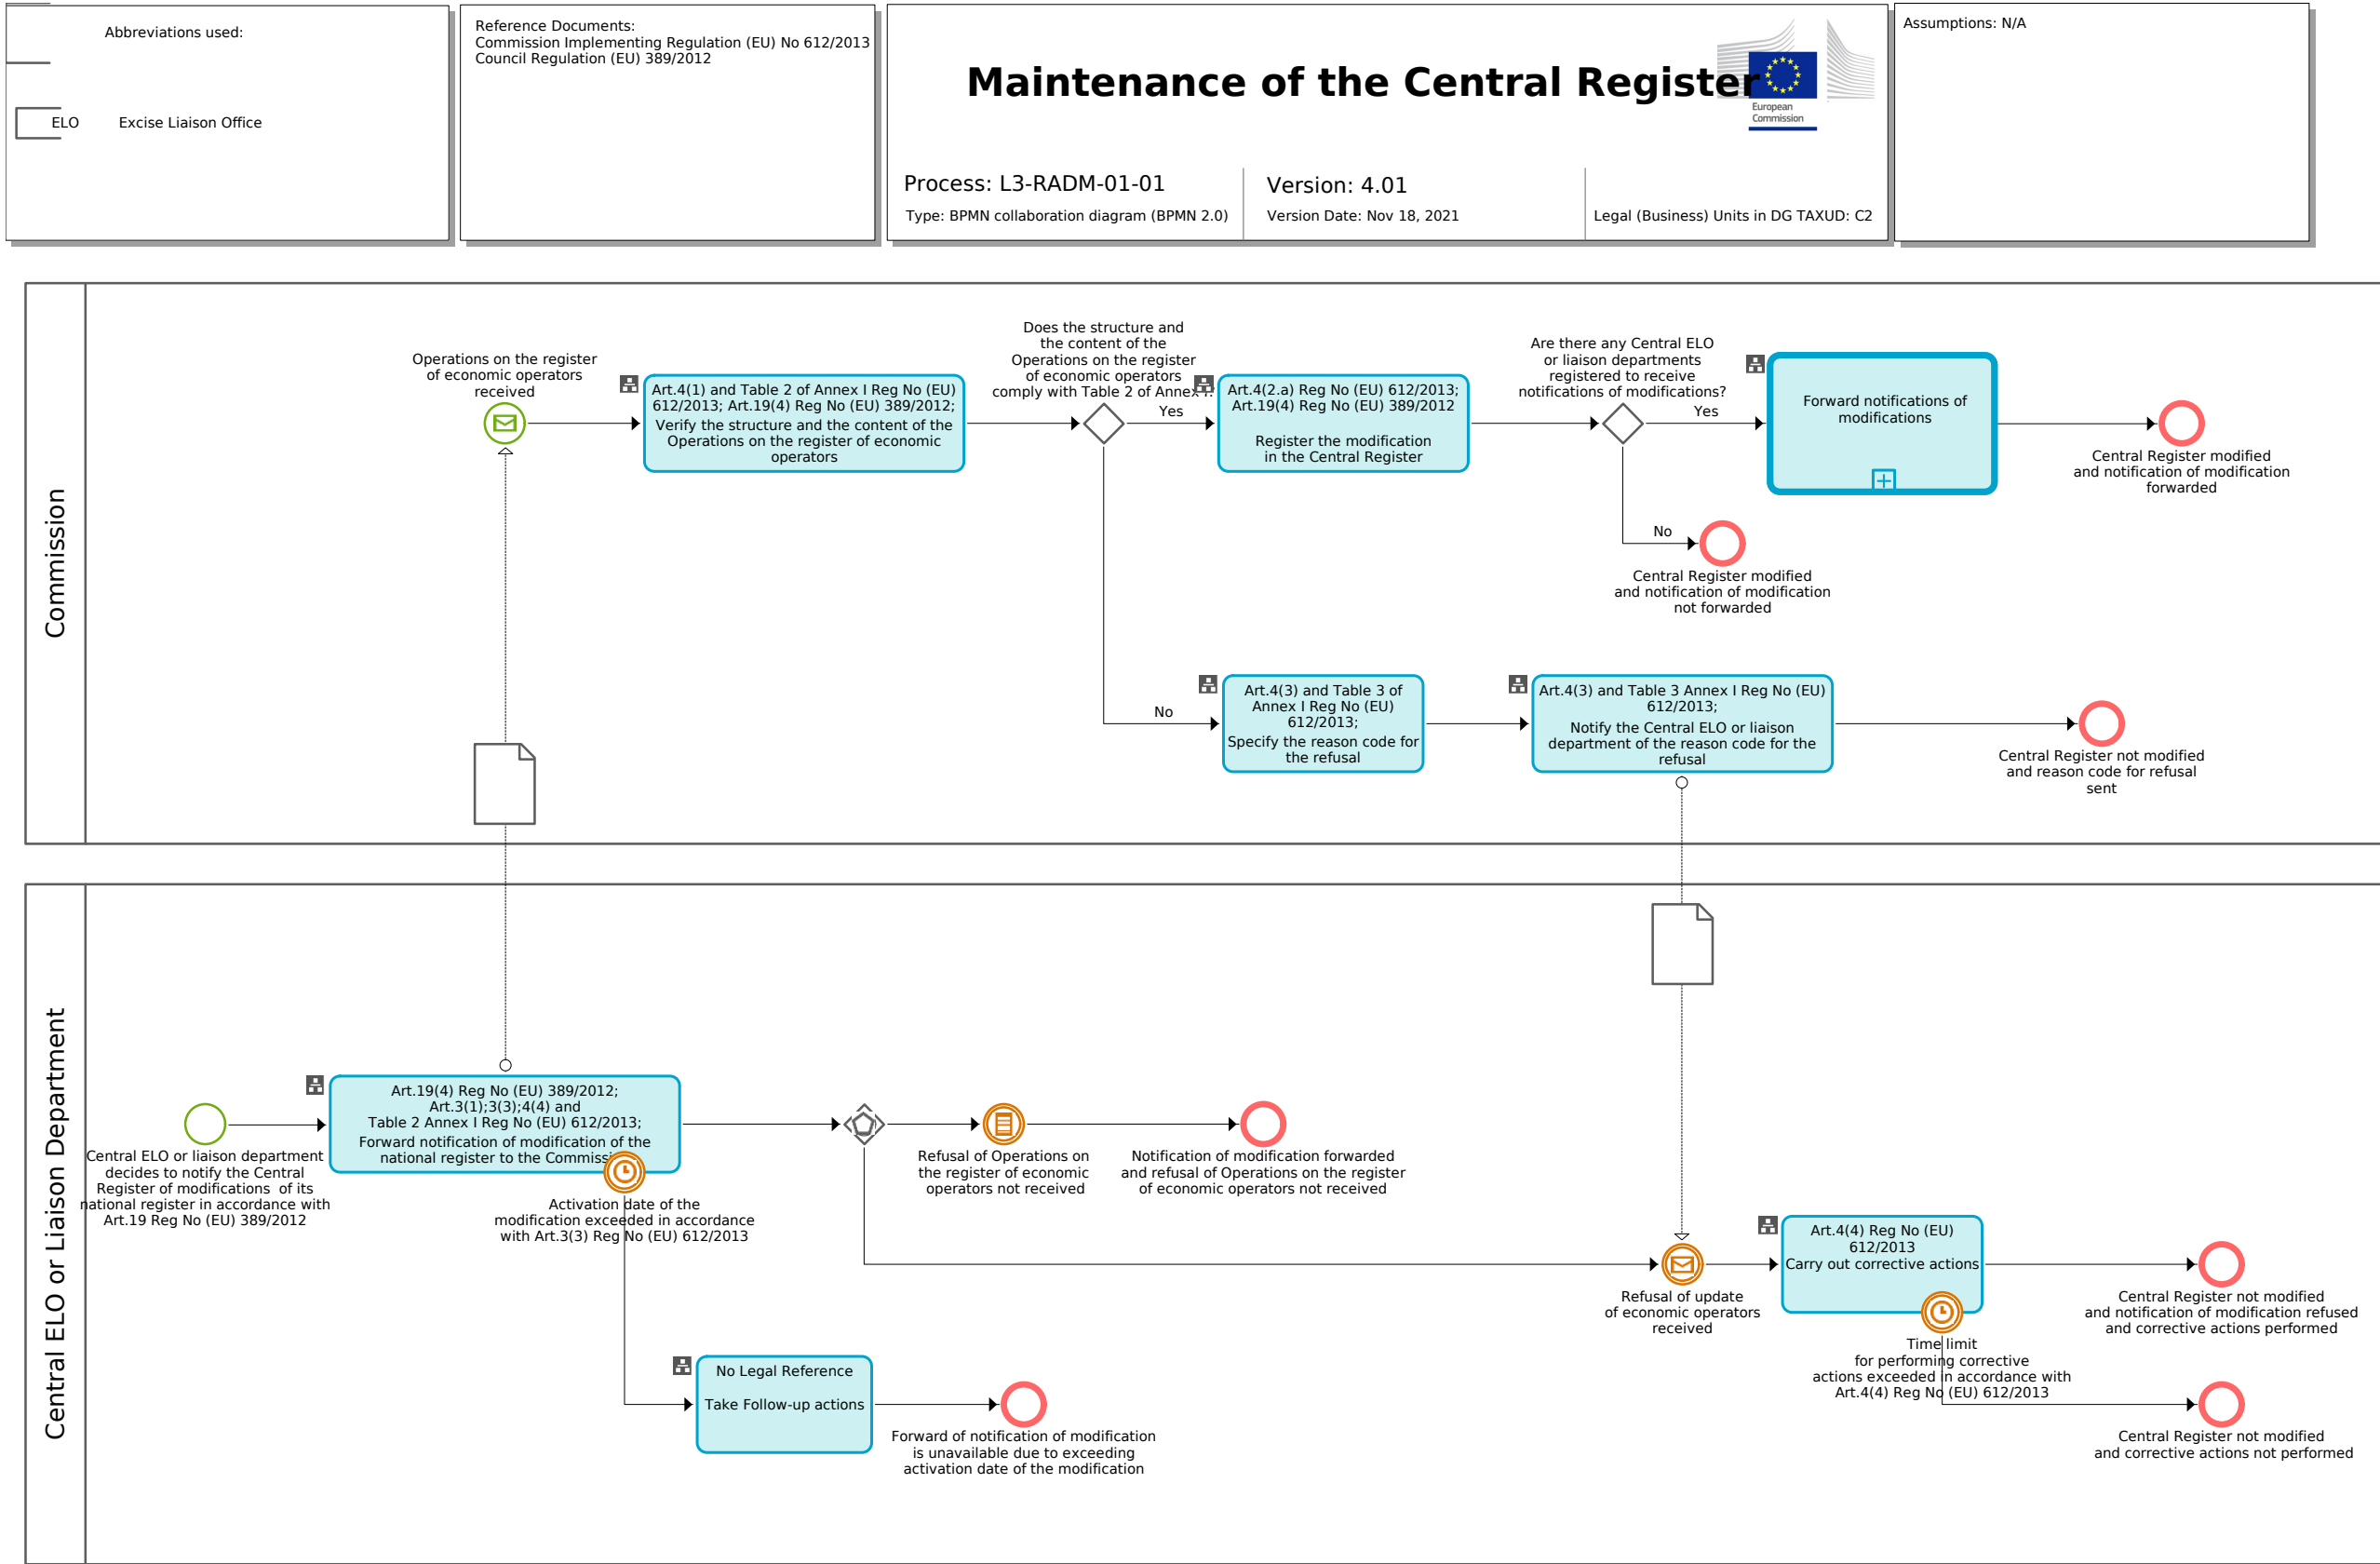 Abbreviations used:
ELO Excise Liaison Office
Reference Documents:
Commission Implementing Regulation (EU) No 612/2013
Council Regulation (EU) 389/2012
Maintenance of the Central Register
European
Commission
Process: L3-RADM-01-01
Version: 4.01
Type: BPMN collaboration diagram (BPMN 2.0)
Version Date: Nov 18, 2021
Legal (Business) Units in DG TAXUD: C2
Assumptions: N/A
Commission
Operations on the register
of economic operators
received
Art.4(1) and Table 2 of Annex I Reg No (EU)
612/2013; Art.19(4) Reg No (EU) 389/2012;
Verify the structure and the content of the
Operations on the register of economic
operators
Does the structure and
the content of the
Operations on the register
of economic operators
comply with Table 2 of Annex
Yes
Art.4(2.a) Reg No (EU) 612/2013;
Art.19(4) Reg No (EU) 389/2012
Register the modification
in the Central Register
Are there any Central ELO
or liaison departments
registered to receive
notifications of modifications?
Yes
Forward notifications of
modifications
Central Register modified
and notification of modification
forwarded
No
Central Register modified
and notification of modification
not forwarded
No
Art.4(3) and Table 3 of
Annex I Reg No (EU)
612/2013;
Specify the reason code for
the refusal
Art.4(3) and Table 3 Annex I Reg No (EU)
612/2013;
Notify the Central ELO or liaison
department of the reason code for the
refusal
Central Register not modified
and reason code for refusal
sent
Central ELO or Liaison Department
Central ELO or liaison department
decides to notify the Central
Register of modifications of its
national register in accordance with
Art.19 Reg No (EU) 389/2012
Art.19(4) Reg No (EU) 389/2012;
Art.3(1);3(3);4(4) and
Table 2 Annex I Reg No (EU) 612/2013;
Forward notification of modification of the
national register to the
Activation date of the
modification exceeded in accordance
with Art.3(3) Reg No (EU) 612/2013
Refusal of Operations on
the register of economic
operators not received
Notification of modification forwarded
and refusal of Operations on the register
of economic operators not received
No Legal Reference
Take Follow-up actions
Forward of notification of modification
is unavailable due to exceeding
activation date of the modification
Refusal of update
of economic operators
received
Art.4(4) Reg No (EU)
612/2013
Carry out corrective actions
Time limit
for performing corrective
actions exceeded in accordance with
Art.4(4) Reg No (EU) 612/2013
Central Register not modified
and notification of modification refused
and corrective actions performed
Central Register not modified
and corrective actions not performed